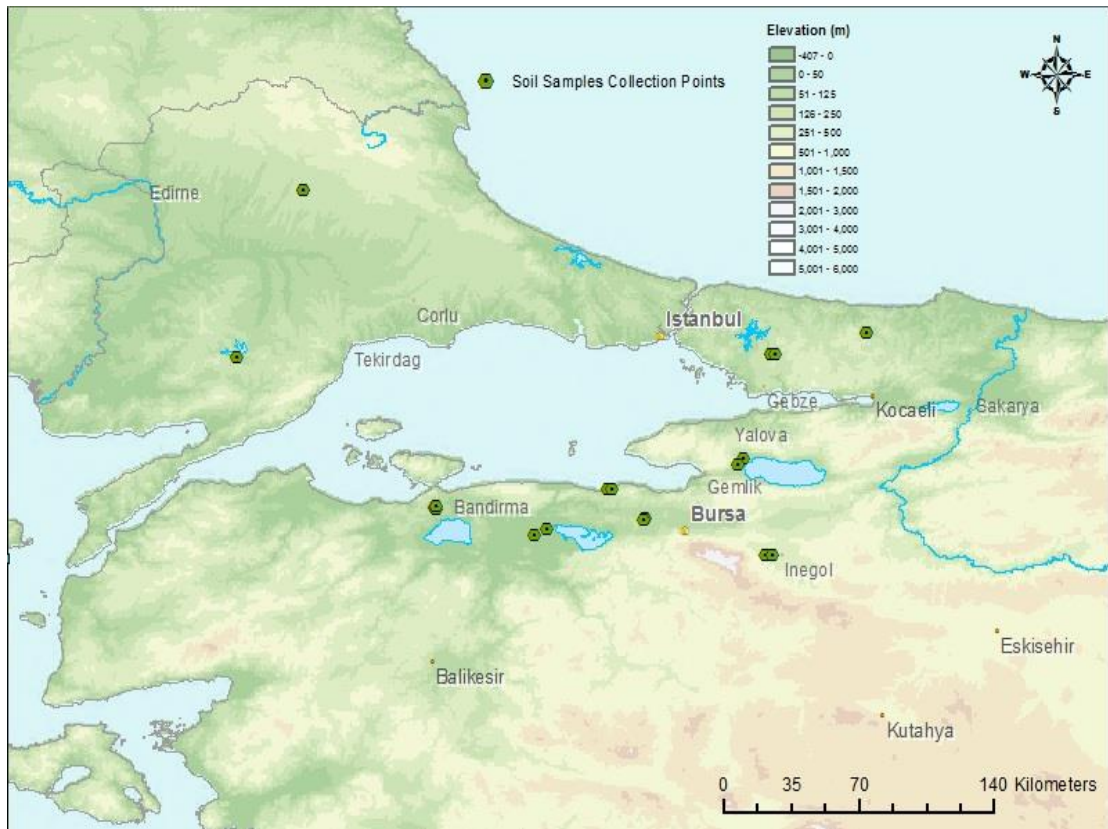 Elevation (m)
-407 - 0
0 - 50
51 - 125
126 - 250
251 - 500
501 - 1,000
1,001 - 1,500
1,501 - 2,000
2,001 - 3,000
3,001 - 4,000
4,001 - 5,000
5,001 - 6,000
Soil Samples Collection Points
N
W
E
S
Edirne
Corlu
Istanbul
Tekirdag
Gebze
Kocaeli
Sakarya
Yalova
Gemlik
Bandirma
Bursa
Inegol
Eskisehir
Balikesir
Kutahya
0 35 70 140 Kilometers